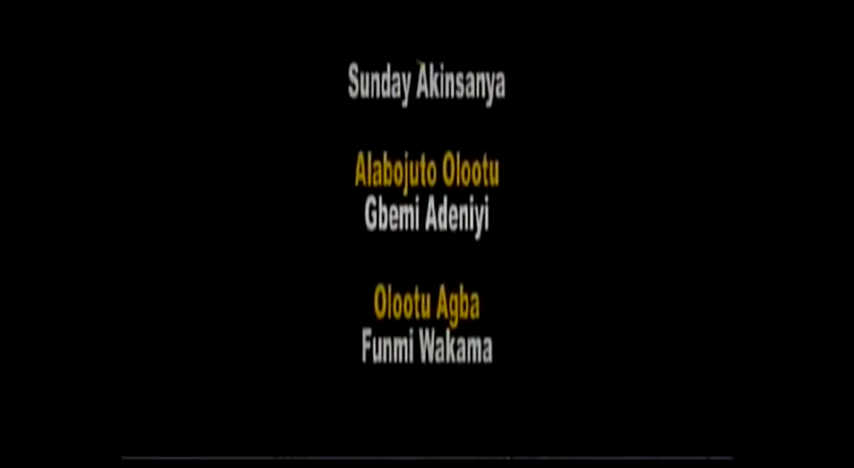 Sunday Akinsanya
Alabojuto Olootu
Gbemi Adeniyi
Olootu Agba
Funmi Wakama